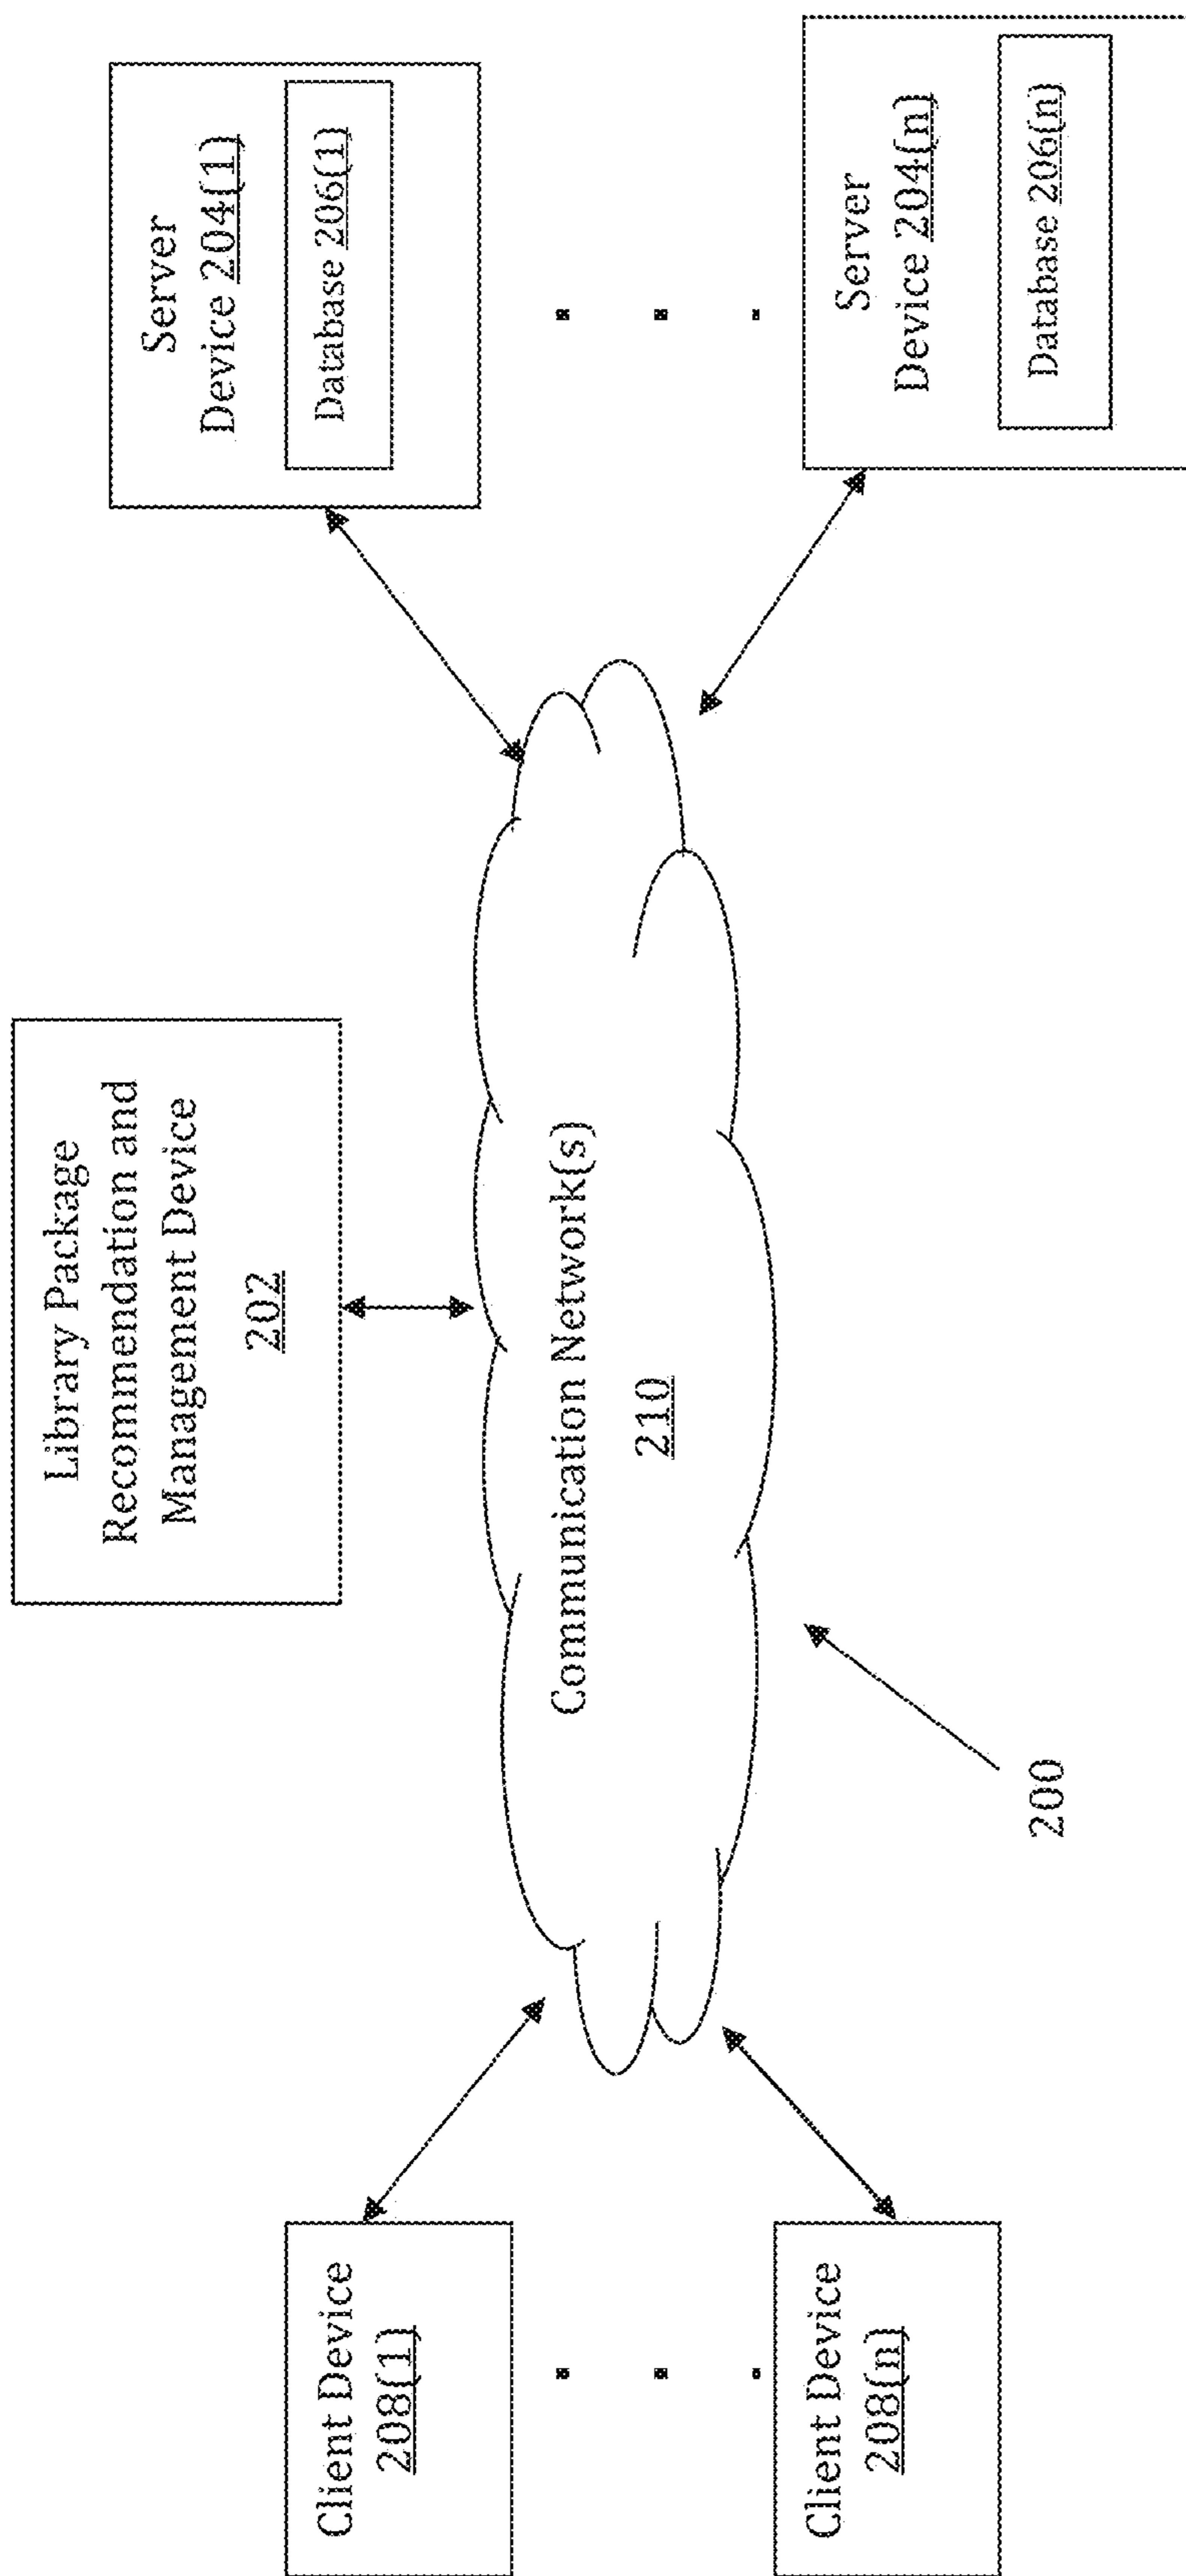 Library Package
Recommendation and
Management Device
202
Server
Device 204(1)
Database 206(1)
Communication Network(s)
210
Client Device
208(1)
Client Device
208(n)
Server
Device 204(n)
Database 206(n)
200